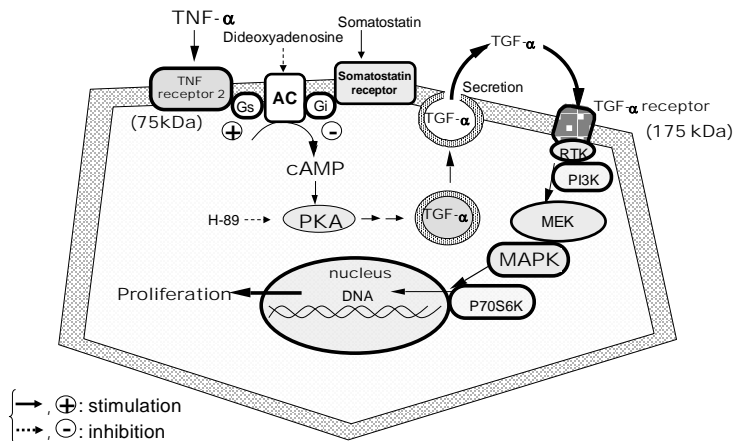 TNF-α
Dideoxyadenosine
Somatostatin
TNF
receptor 2
(75kDa)
Gs
AC
Gi
Somatostatin
receptor
+
-
cAMP
H-89
PKA
TGF-α
TGF-α
Secretion
TGF-α
TGF-α receptor
(175 kDa)
RTK
PI3K
MEK
MAPK
P70S6K
nucleus
DNA
Proliferation
, + : stimulation
, - : inhibition